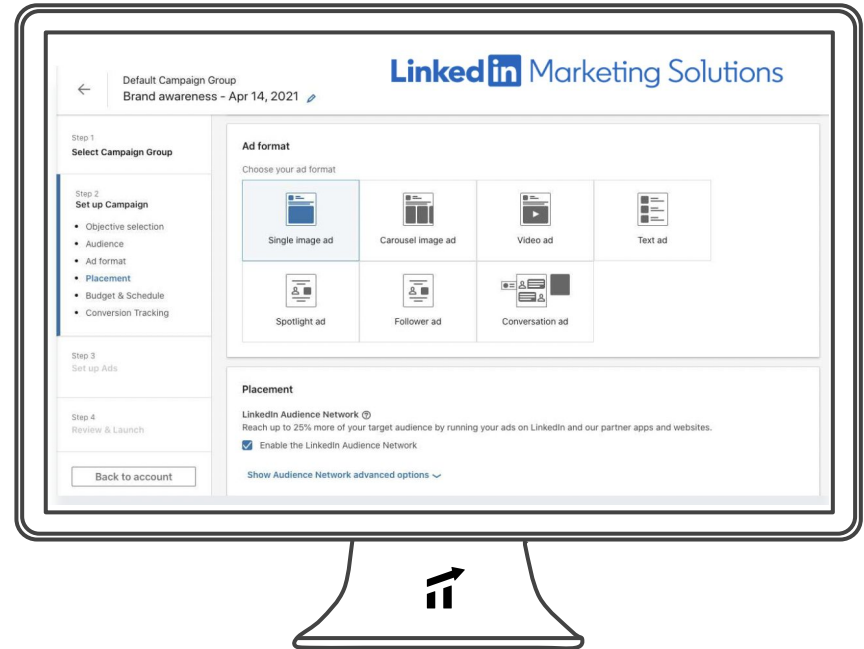 Linked in Marketing Solutions
Default Campaign Group
Brand awareness - Apr 14, 2021
Step 1
Select Campaign Group
Step 2
Set up Campaign
• Objective selection
• Audience
• Ad format
• Placement
• Budget & Schedule
• Conversion Tracking
Step 3
Set up Ads
Step 4
Review & Launch
Back to account
Ad format
Choose your ad format
Single image ad
Carousel image ad
Video ad
Text ad
Spotlight ad
Follower ad
Conversation ad
Placement
LinkedIn Audience Network
Reach up to 25% more of your target audience by running your ads on LinkedIn and our partner apps and websites.
Enable the LinkedIn Audience Network
Show Audience Network advanced options